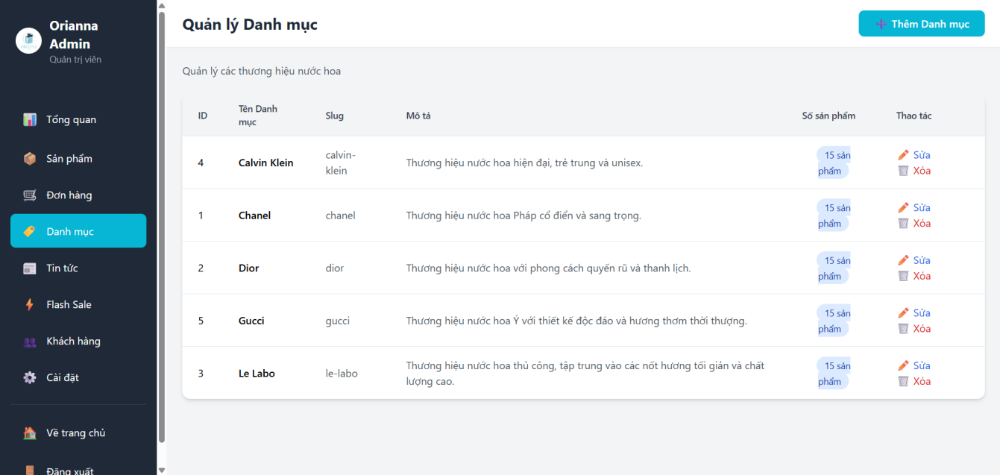 Orianna
Admin
Quản trị viên
Tổng quan
Sản phẩm
Đơn hàng
Danh mục
Tin tức
Flash Sale
Khách hàng
Cài đặt
Về trang chủ
Đăng xuất
Quản lý Danh mục
Thêm Danh mục
Quản lý các thương hiệu nước hoa
ID Tên Danh mục Slug Mô tả Số sản phẩm Thao tác
4 Calvin Klein calvin-klein Thương hiệu nước hoa hiện đại, trẻ trung và unisex. 15 sản phẩm Sửa
Xóa
1 Chanel chanel Thương hiệu nước hoa Pháp cổ điển và sang trọng. 15 sản phẩm Sửa
Xóa
2 Dior dior Thương hiệu nước hoa với phong cách quyến rũ và thanh lịch. 15 sản phẩm Sửa
Xóa
5 Gucci gucci Thương hiệu nước hoa Ý với thiết kế độc đáo và hương thơm thời thượng. 15 sản phẩm Sửa
Xóa
3 Le Labo le-labo Thương hiệu nước hoa thủ công, tập trung vào các nốt hương tối giản và chất
lượng cao. 15 sản phẩm Sửa
Xóa